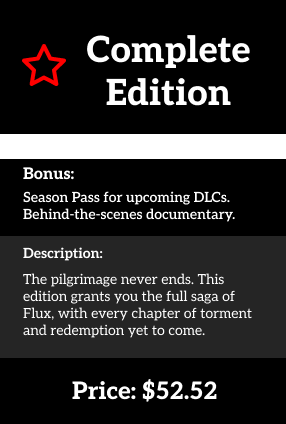 Complete
Edition
Bonus:
Season Pass for upcoming DLCs.
Behind-the-scenes documentary.
Description:
The pilgrimage never ends. This
edition grants you the full saga of
Flux, with every chapter of torment
and redemption yet to come.
Price: $52.52